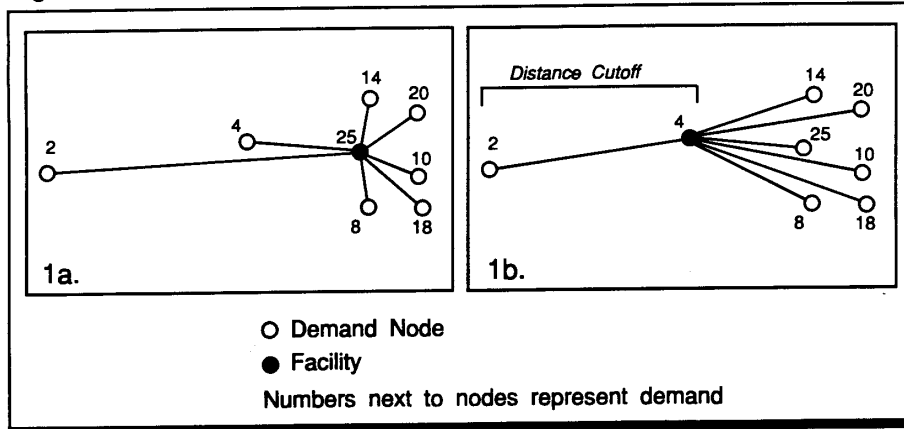 14
20
4
25
2
10
8
18
1a.
Distance Cutoff
14
20
4
25
2
10
8
18
1b.
Demand Node
Facility
Numbers next to nodes represent demand